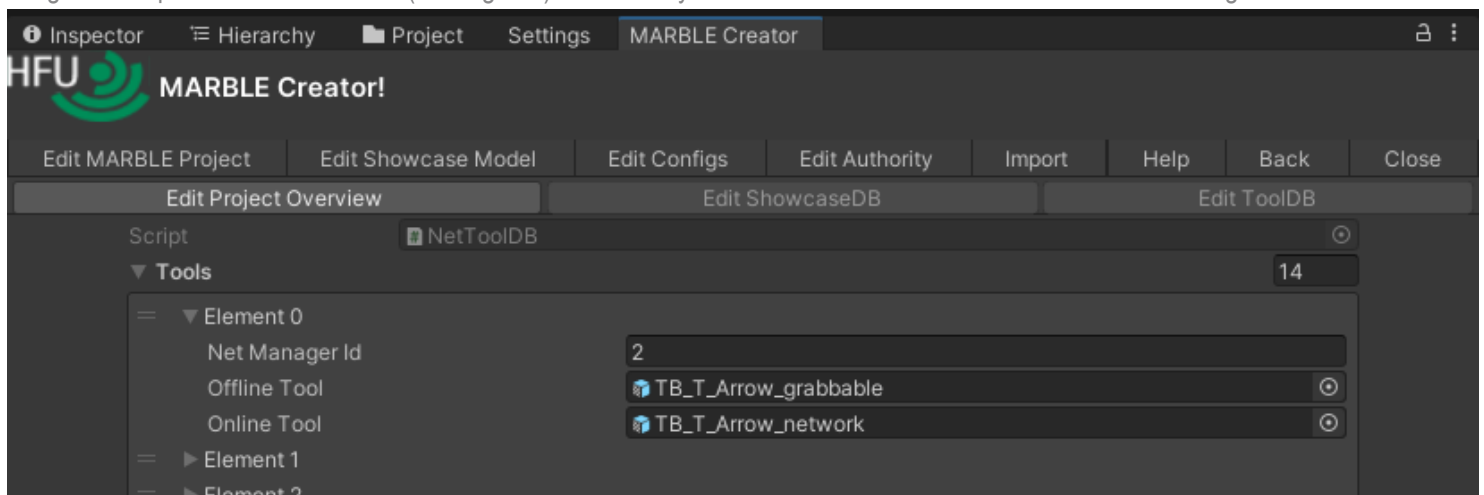 Inspector Hierarchy Project Settings MARBLE Creator
HFU MARBLE Creator!
Edit MARBLE Project Edit Showcase Model Edit Configs Edit Authority Import Help Back Close
Edit Project Overview Edit ShowcaseDB Edit ToolDB
Script NetToolDB
Tools 14
Element 0
Net Manager Id 2
Offline Tool TB_T_Arrow_grabbable
Online Tool TB_T_Arrow_network
Element 1
Element 2